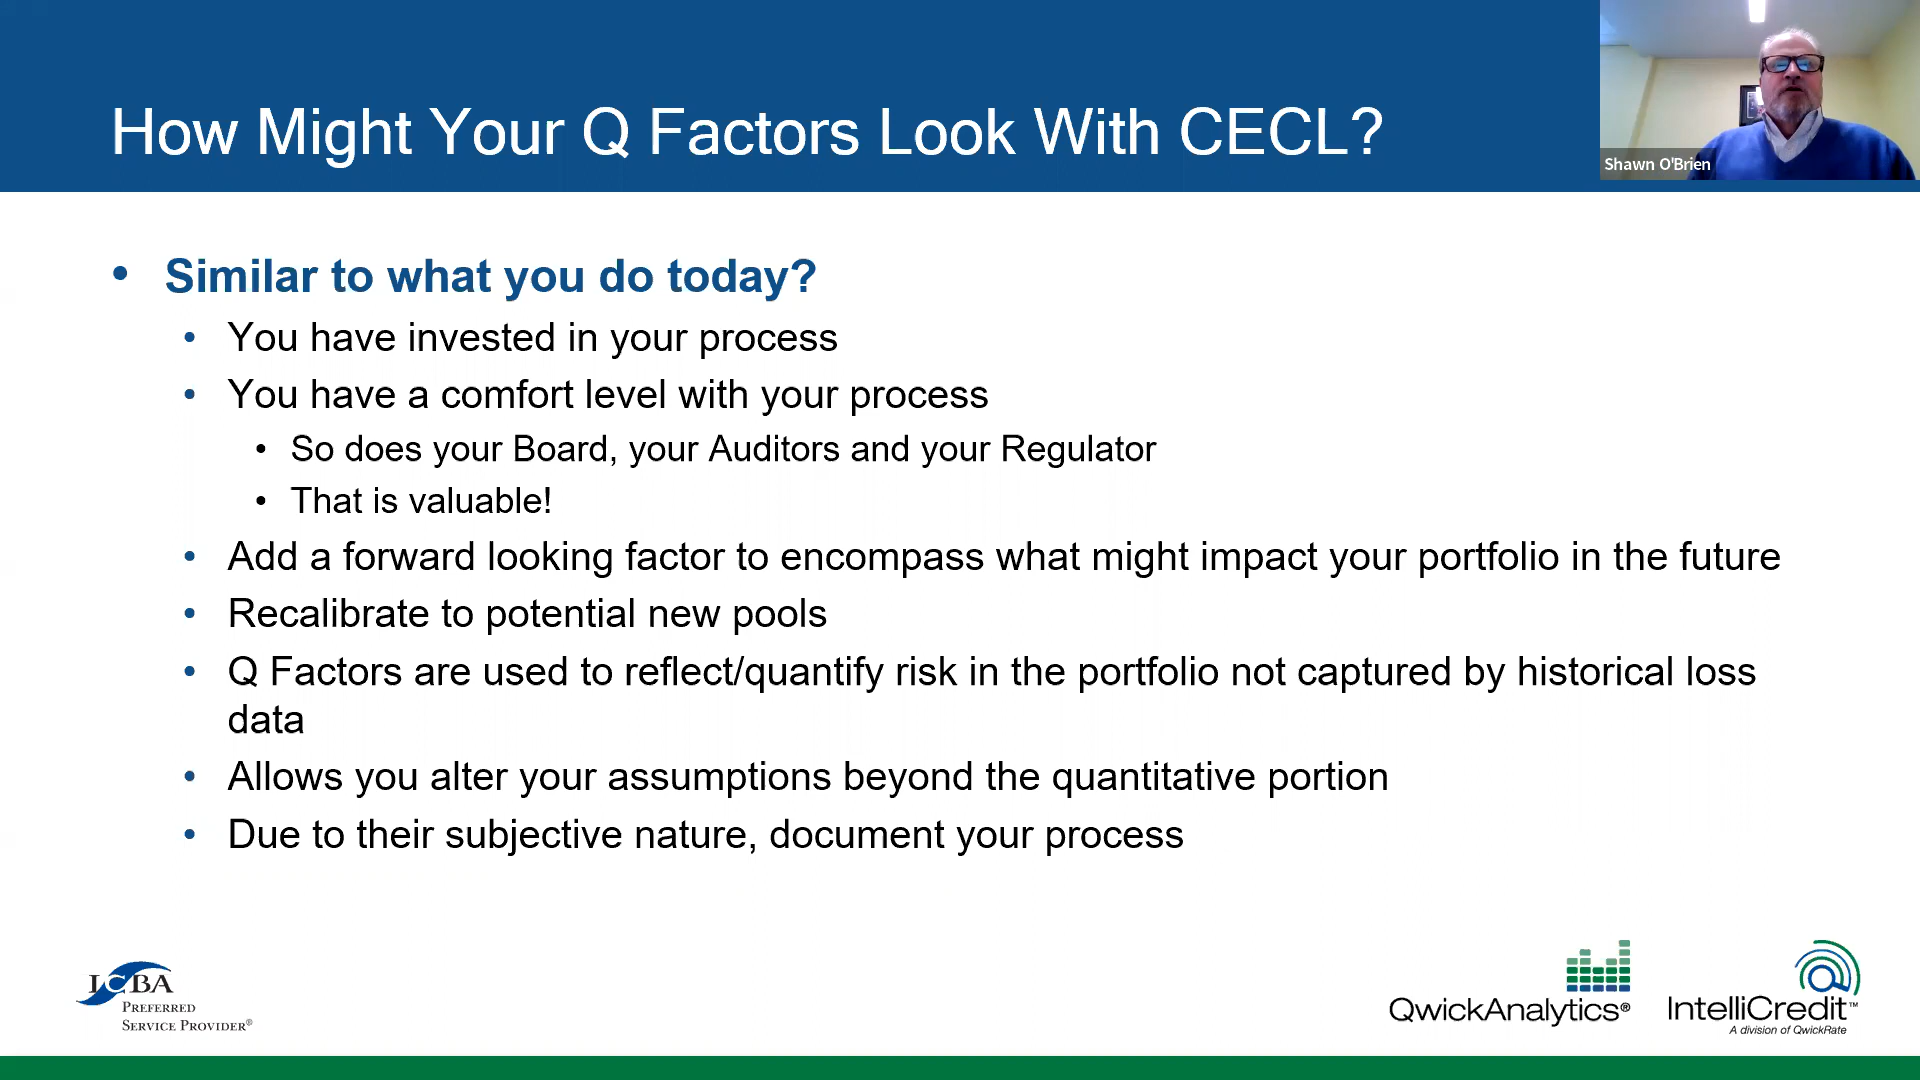 How Might Your Q Factors Look With CECL?
Shawn O'Brien
• Similar to what you do today?
• You have invested in your process
• You have a comfort level with your process
• So does your Board, your Auditors and your Regulator
• That is valuable!
• Add a forward looking factor to encompass what might impact your portfolio in the future
• Recalibrate to potential new pools
• Q Factors are used to reflect/quantify risk in the portfolio not captured by historical loss
data
• Allows you alter your assumptions beyond the quantitative portion
• Due to their subjective nature, document your process
ICBA
PREFERRED
SERVICE PROVIDER®
QwickAnalytics®
IntelliCredit™
A division of QwickRate